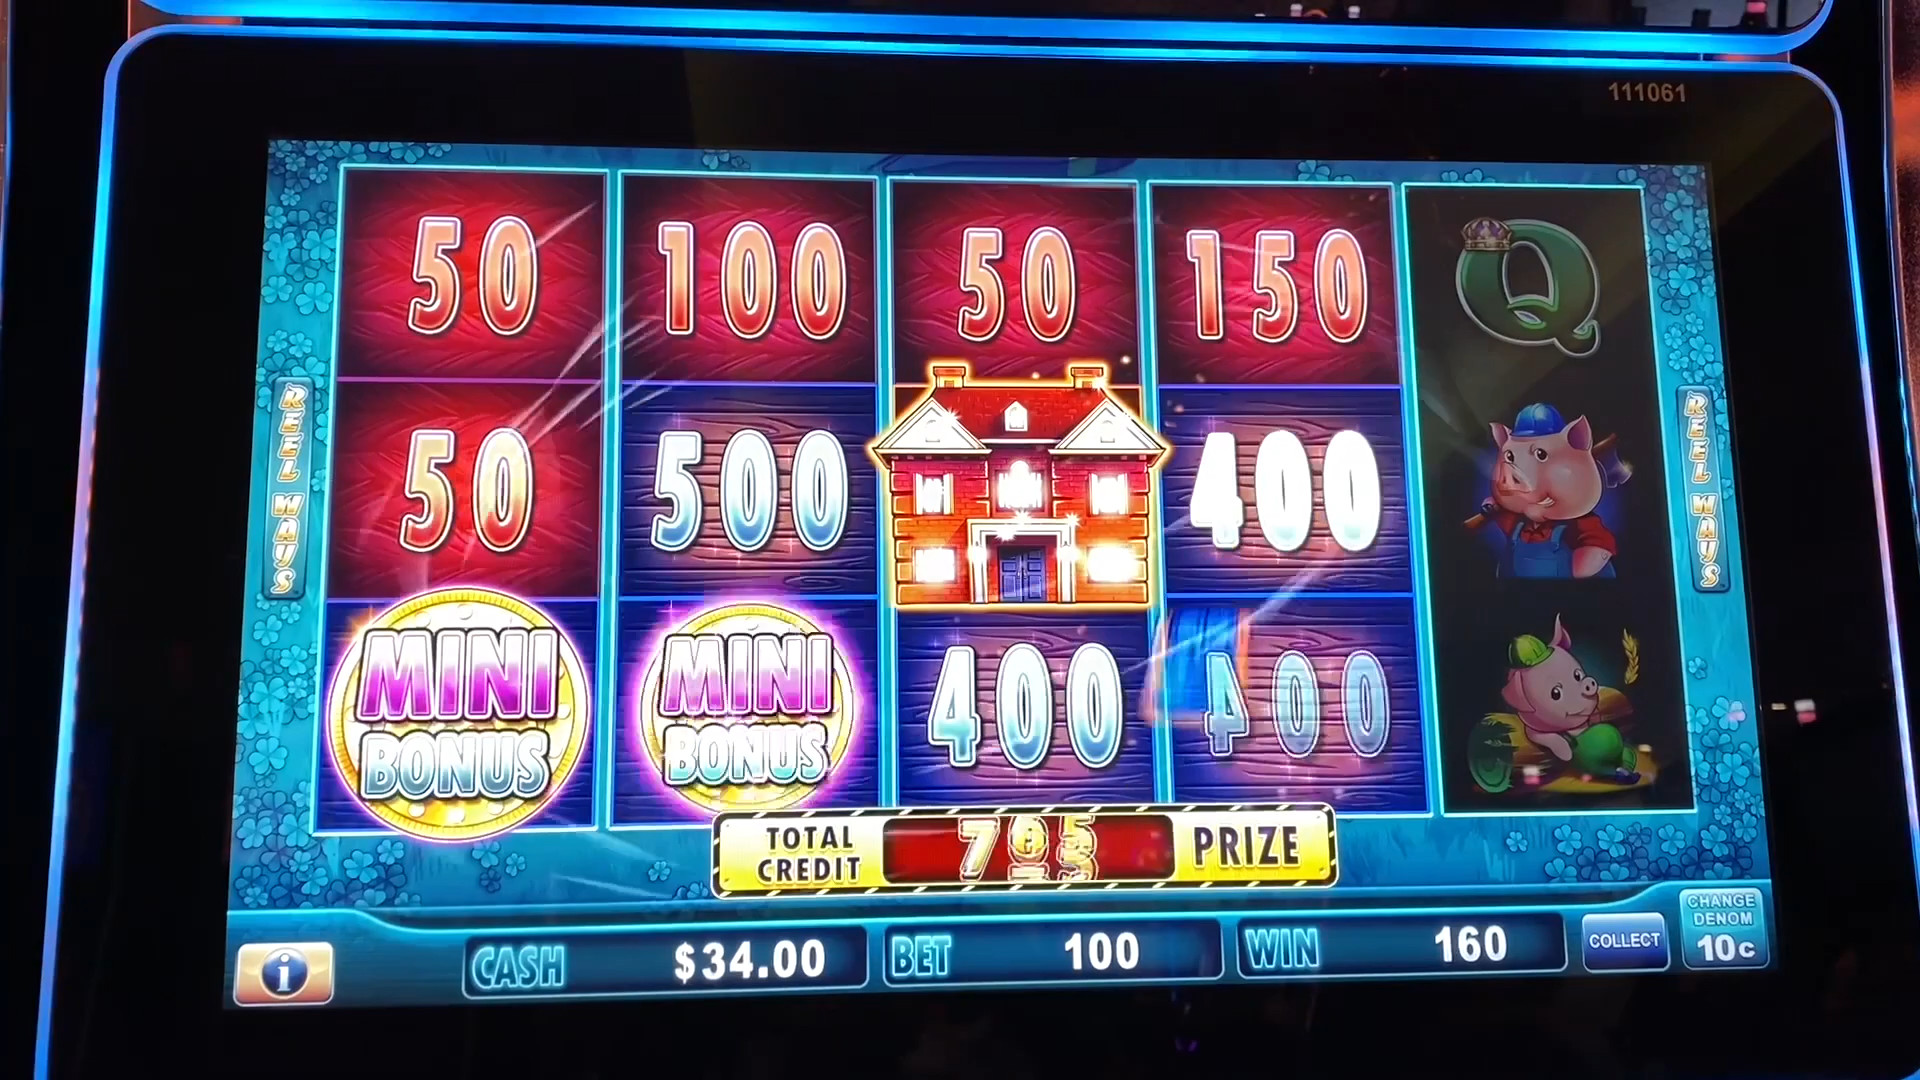 111061
50 100 50 150 Q
50 500 400
MINI
BONUS
MINI
BONUS
400 400
REEL WAYS
REEL WAYS
TOTAL
CREDIT
PRIZE
CASH $34.00
BET 100
WIN 160
COLLECT
CHANGE
DENOM
10c
i